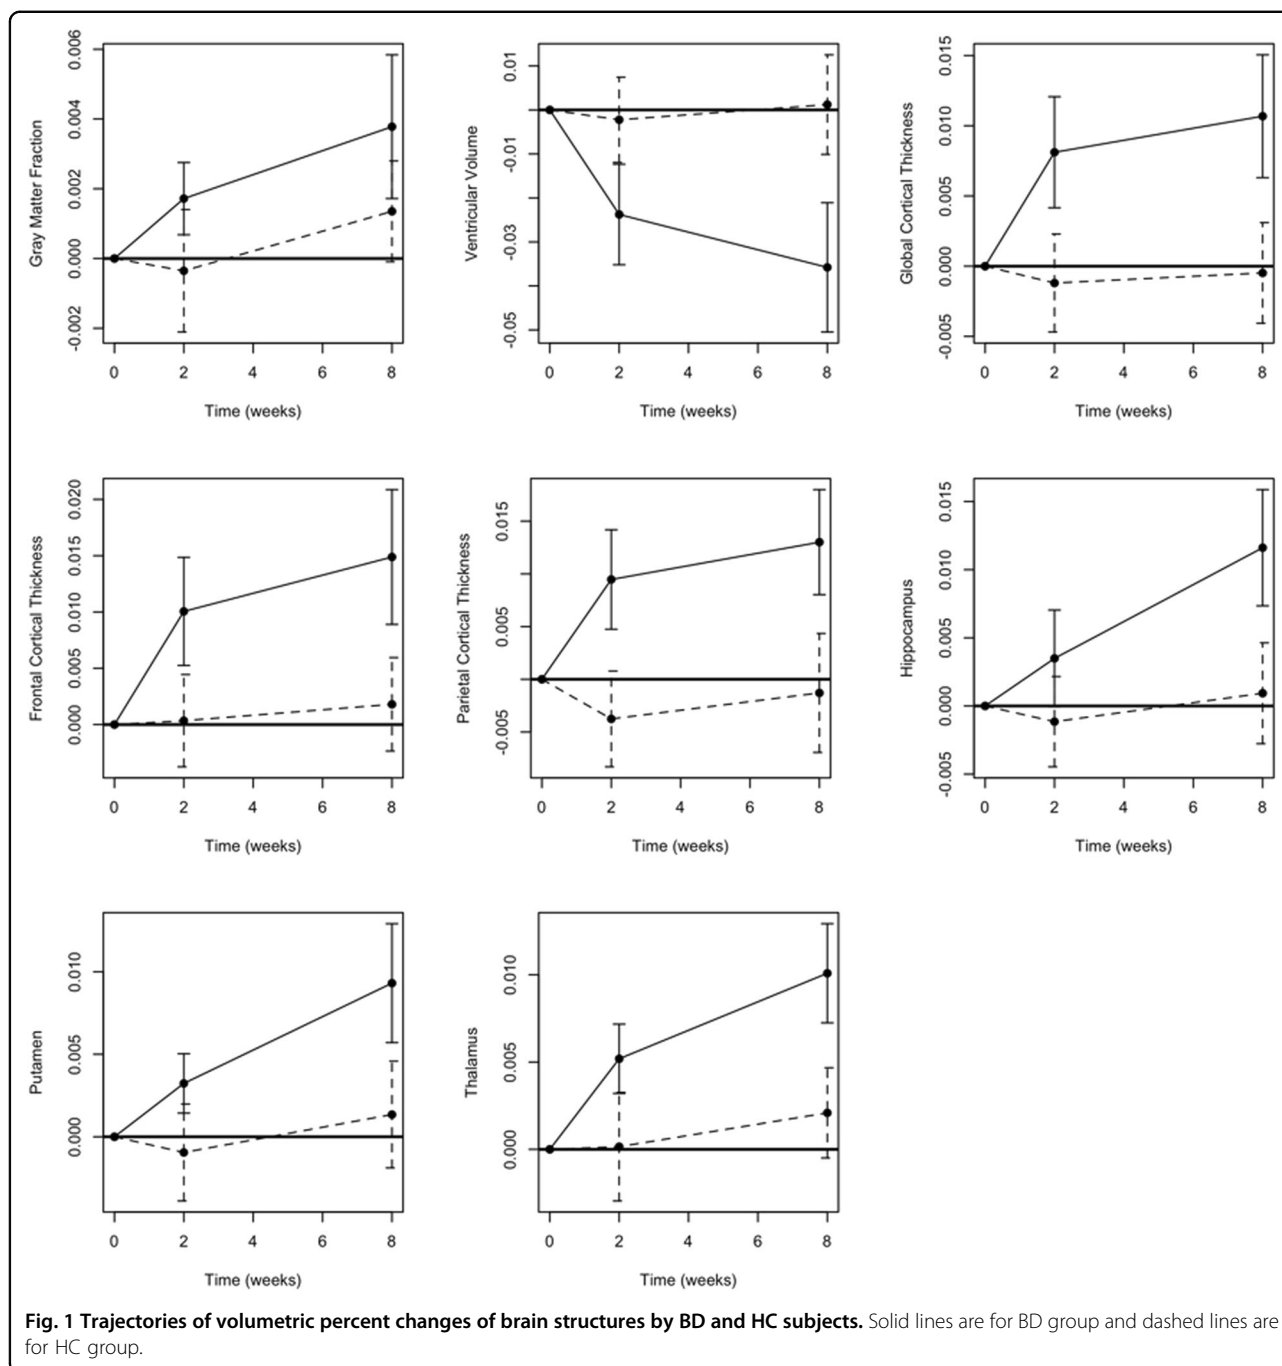 Gray Matter Fraction
0.006
0.004
0.002
0.000
-0.002
0 2 4 6 8
Time (weeks)
Ventricular Volume
0.01
-0.01
-0.03
-0.05
0 2 4 6 8
Time (weeks)
Global Cortical Thickness
0.015
0.010
0.005
0.000
-0.005
0 2 4 6 8
Time (weeks)
Frontal Cortical Thickness
0.020
0.015
0.010
0.005
0.000
0 2 4 6 8
Time (weeks)
Parietal Cortical Thickness
0.015
0.005
-0.005
0 2 4 6 8
Time (weeks)
Hippocampus
0.015
0.010
0.005
0.000
-0.005
0 2 4 6 8
Time (weeks)
Putamen
0.010
0.005
0.000
0 2 4 6 8
Time (weeks)
Thalamus
0.010
0.005
0.000
0 2 4 6 8
Time (weeks)
Fig. 1 Trajectories of volumetric percent changes of brain structures by BD and HC subjects. Solid lines are for BD group and dashed lines are
for HC group.